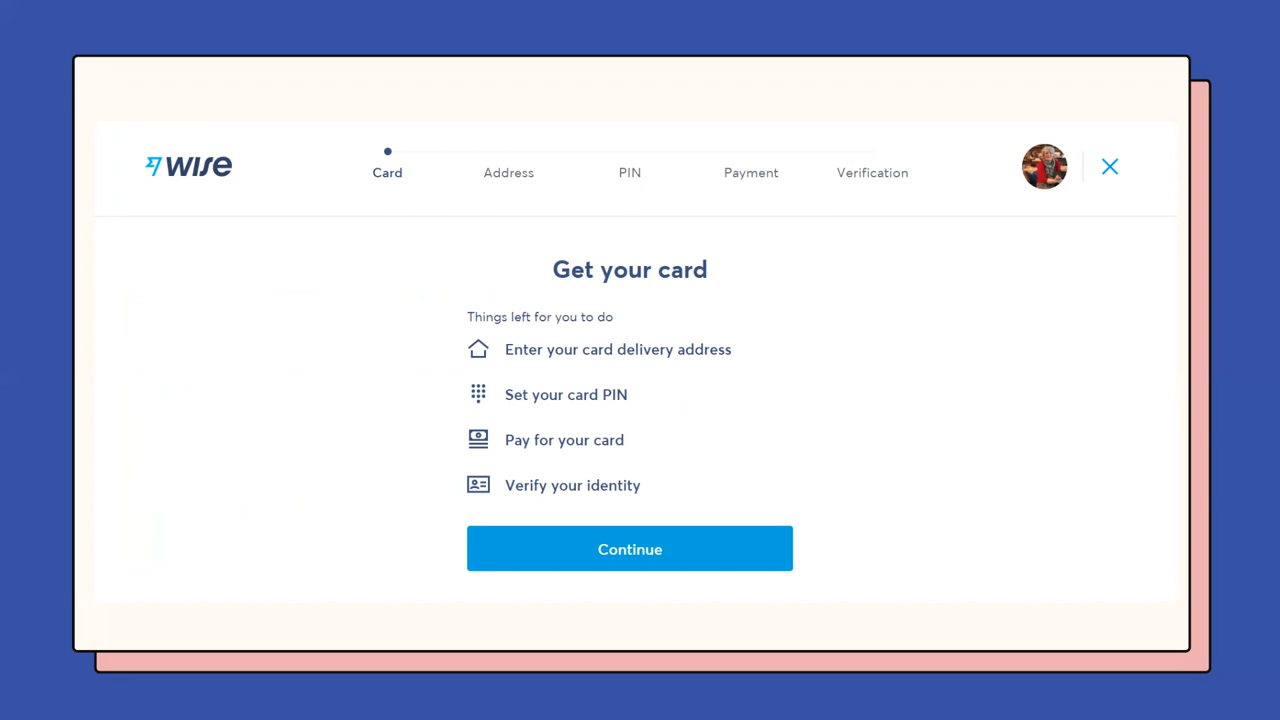 wise
Card
Address
PIN
Payment
Verification
Get your card
Things left for you to do
Enter your card delivery address
Set your card PIN
Pay for your card
Verify your identity
Continue